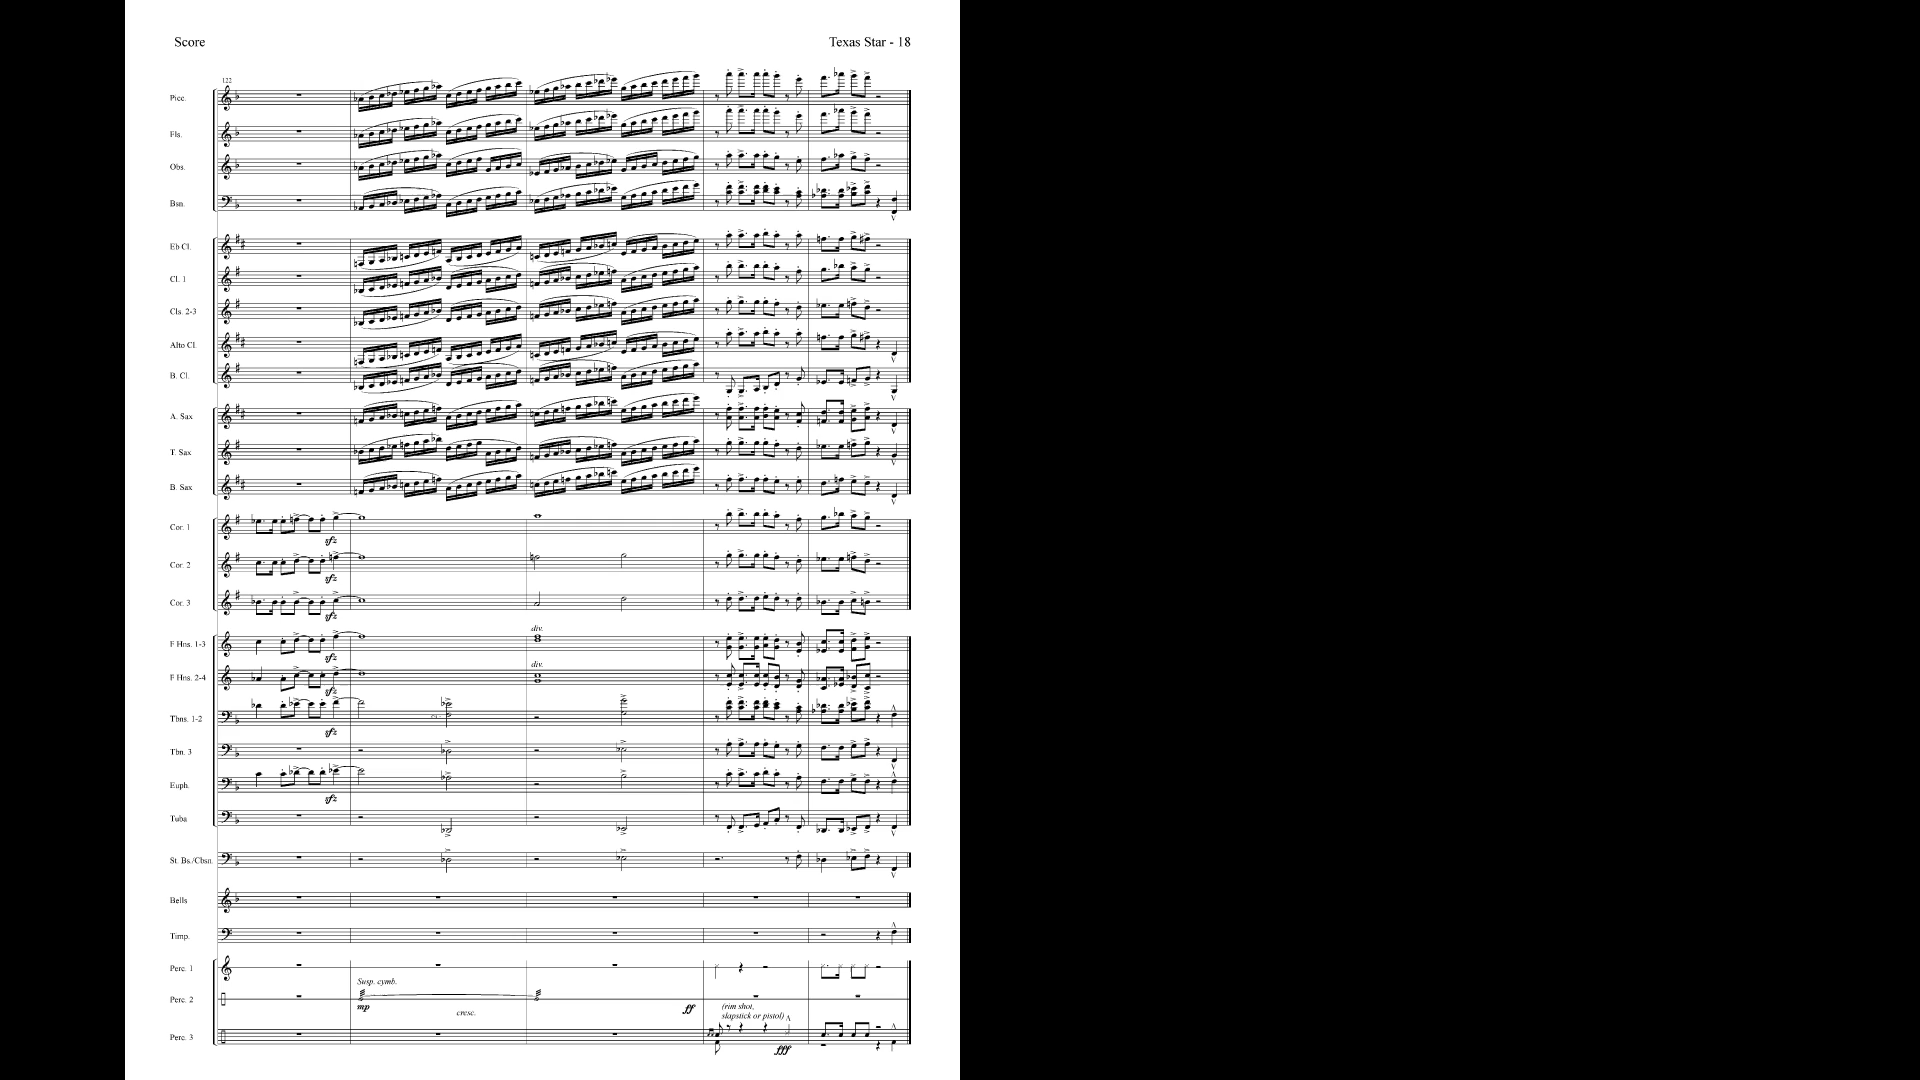 Score
Texas Star - 18
122
Picc.
Fls.
Obs.
Bsn.
Eb Cl.
Cl. 1
Cls. 2-3
Alto Cl.
B. Cl.
A. Sax
T. Sax
B. Sax
Cor. 1
sfz
Cor. 2
sfz
Cor. 3
sfz
div.
F Hns. 1-3
sfz
div.
F Hns. 2-4
sfz
Tbns. 1-2
sfz
Tbn. 3
Euph.
sfz
Tuba
St. Bs./Cbsn.
Bells
Timp.
Perc. 1
Susp. cymb.
Perc. 2
mp
cresc.
ff
(rim shot,
slapstick or pistol)
Perc. 3
fff